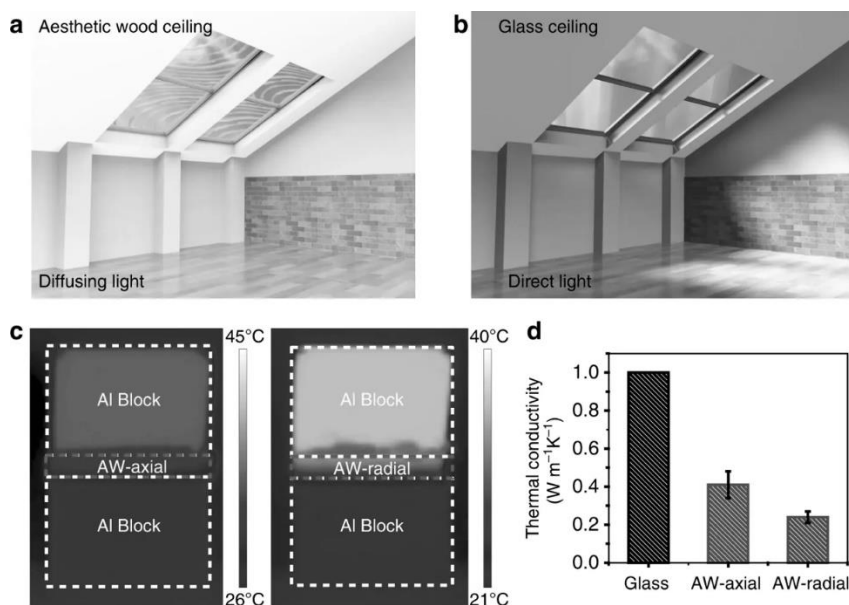 a
Aesthetic wood ceiling
Diffusing light
b
Glass ceiling
Direct light
c
45°C
Al Block
AW-axial
Al Block
26°C
40°C
Al Block
AW-radial
Al Block
21°C
d
Thermal conductivity
(W m⁻¹K⁻¹)
1.0
0.8
0.6
0.4
0.2
0.0
Glass
AW-axial
AW-radial